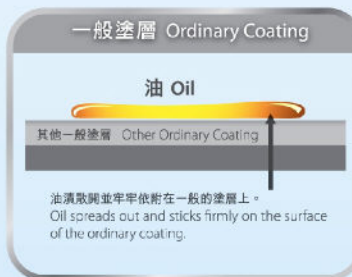 一般塗層 Ordinary Coating
油 Oil
其他一般塗層 Other Ordinary Coating
油漬散開並牢牢依附在一般的塗層上。
Oil spreads out and sticks firmly on the surface
of the ordinary coating.